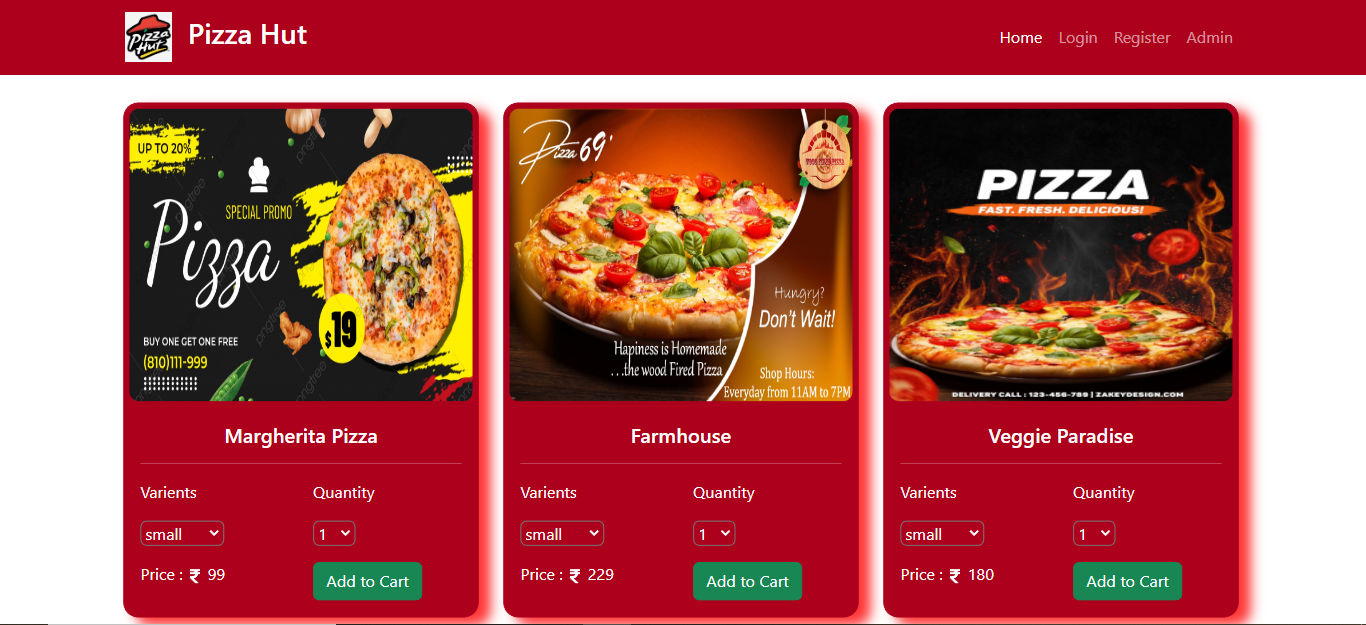 Pizza Hut
Pizza Hut
Home Login Register Admin
UP TO 20%
SPECIAL PROMO
Pizza
$19
BUY ONE GET ONE FREE
(810)111-999
pngtree
pngtree
pngtree
Pizza 69'
Hungry?
Don't Wait!
Hapiness is Homemade
...the wood Fired Pizza
Shop Hours:
Everyday from 11AM to 7PM
PIZZA
FAST. FRESH. DELICIOUS!
DELIVERY CALL : 123-456-789 | ZAKEYDESIGN.COM
Margherita Pizza
Varients Quantity
small 1
Price : ₹ 99 Add to Cart
Farmhouse
Varients Quantity
small 1
Price : ₹ 229 Add to Cart
Veggie Paradise
Varients Quantity
small 1
Price : ₹ 180 Add to Cart